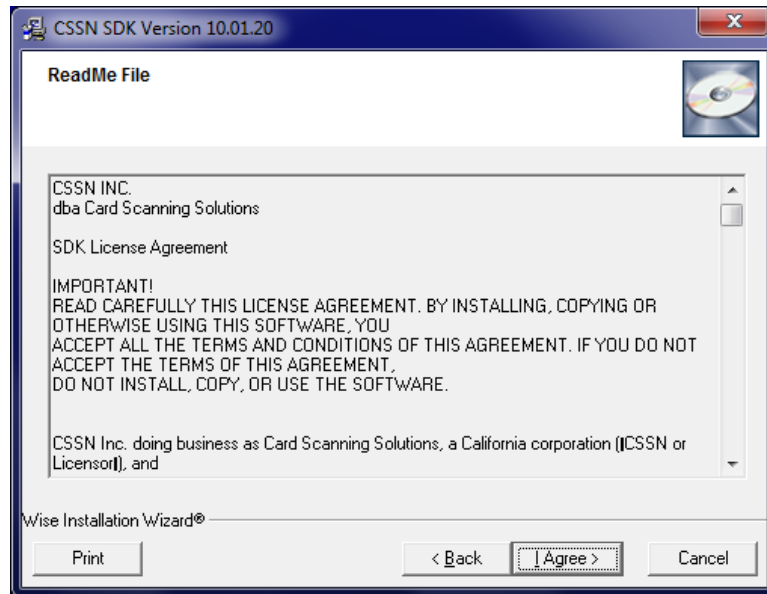 CSSN SDK Version 10.01.20
ReadMe File
CSSN INC.
dba Card Scanning Solutions
SDK License Agreement
IMPORTANT!
READ CAREFULLY THIS LICENSE AGREEMENT. BY INSTALLING, COPYING OR
OTHERWISE USING THIS SOFTWARE, YOU
ACCEPT ALL THE TERMS AND CONDITIONS OF THIS AGREEMENT. IF YOU DO NOT
ACCEPT THE TERMS OF THIS AGREEMENT,
DO NOT INSTALL, COPY, OR USE THE SOFTWARE.
CSSN Inc. doing business as Card Scanning Solutions, a California corporation (|CSSN or
Licensor|), and
Wise Installation Wizard®
Print
< Back
I Agree >
Cancel